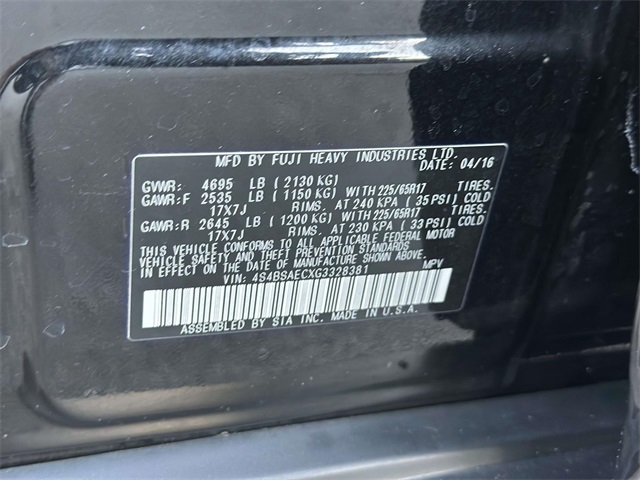 MFD BY FUJI HEAVY INDUSTRIES LTD.
DATE: 04/16
GVWR: 4695 LB (2130 KG)
GAWR:F 2535 LB (1150 KG) WITH 225/65R17 TIRES.
17X7J RIMS. AT 240 KPA (35 PSI) COLD
GAWR:R 2645 LB (1200 KG) WITH 225/65R17 TIRES.
17X7J RIMS. AT 230 KPA (33 PSI) COLD
THIS VEHICLE CONFORMS TO ALL APPLICABLE FEDERAL MOTOR
VEHICLE SAFETY AND THEFT PREVENTION STANDARDS
IN EFFECT ON THE DATE OF MANUFACTURE SHOWN ABOVE.
VIN: 4S4BSAECXG3328381 MPV
ASSEMBLED BY SIA INC. MADE IN U.S.A.